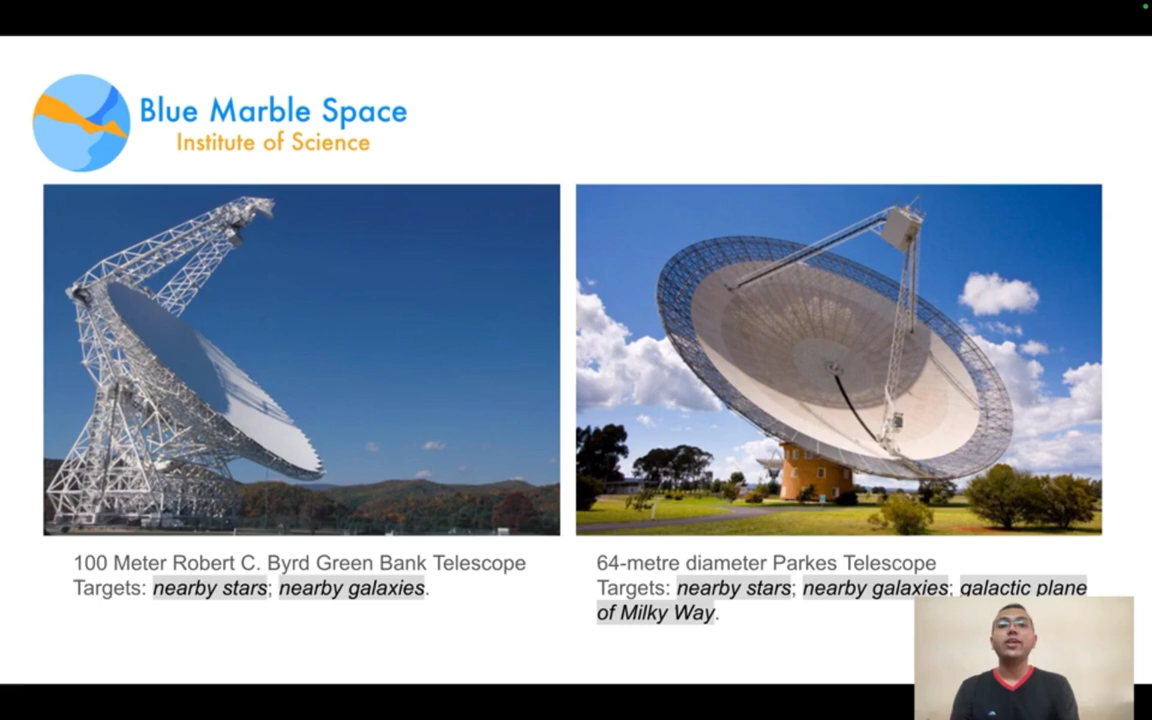 Blue Marble Space
Institute of Science
100 Meter Robert C. Byrd Green Bank Telescope
Targets: nearby stars; nearby galaxies.
64-metre diameter Parkes Telescope
Targets: nearby stars; nearby galaxies; galactic plane
of Milky Way.